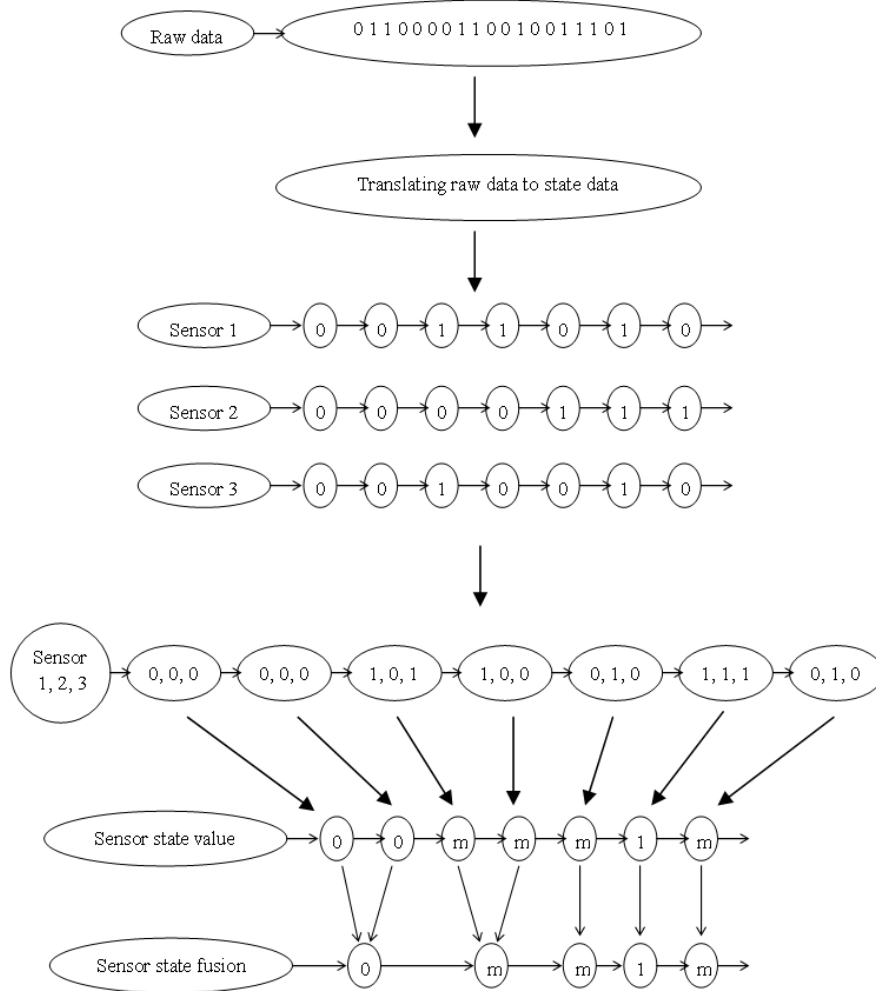 Raw data
0 1 1 0 0 0 0 1 1 0 0 1 0 0 1 1 1 0 1
Translating raw data to state data
Sensor 1 0 0 1 1 0 1 0
Sensor 2 0 0 0 0 1 1 1
Sensor 3 0 0 1 0 0 1 0
Sensor
1, 2, 3
0, 0, 0 0, 0, 0 1, 0, 1 1, 0, 0 0, 1, 0 1, 1, 1 0, 1, 0
Sensor state value 0 0 m m m 1 m
Sensor state fusion 0 m m 1 m